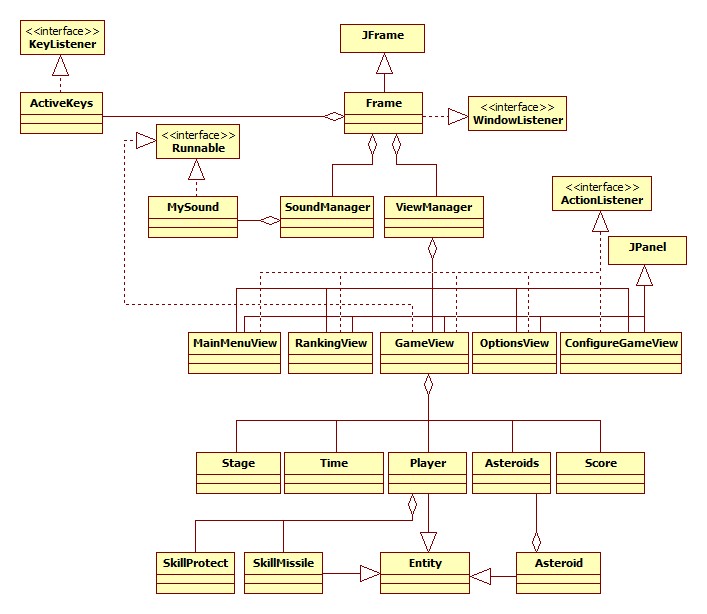 <<interface>>
KeyListener
JFrame
ActiveKeys
Frame
<<interface>>
WindowListener
<<interface>>
Runnable
<<interface>>
ActionListener
MySound
SoundManager
ViewManager
JPanel
MainMenuView
RankingView
GameView
OptionsView
ConfigureGameView
Stage
Time
Player
Asteroids
Score
SkillProtect
SkillMissile
Entity
Asteroid